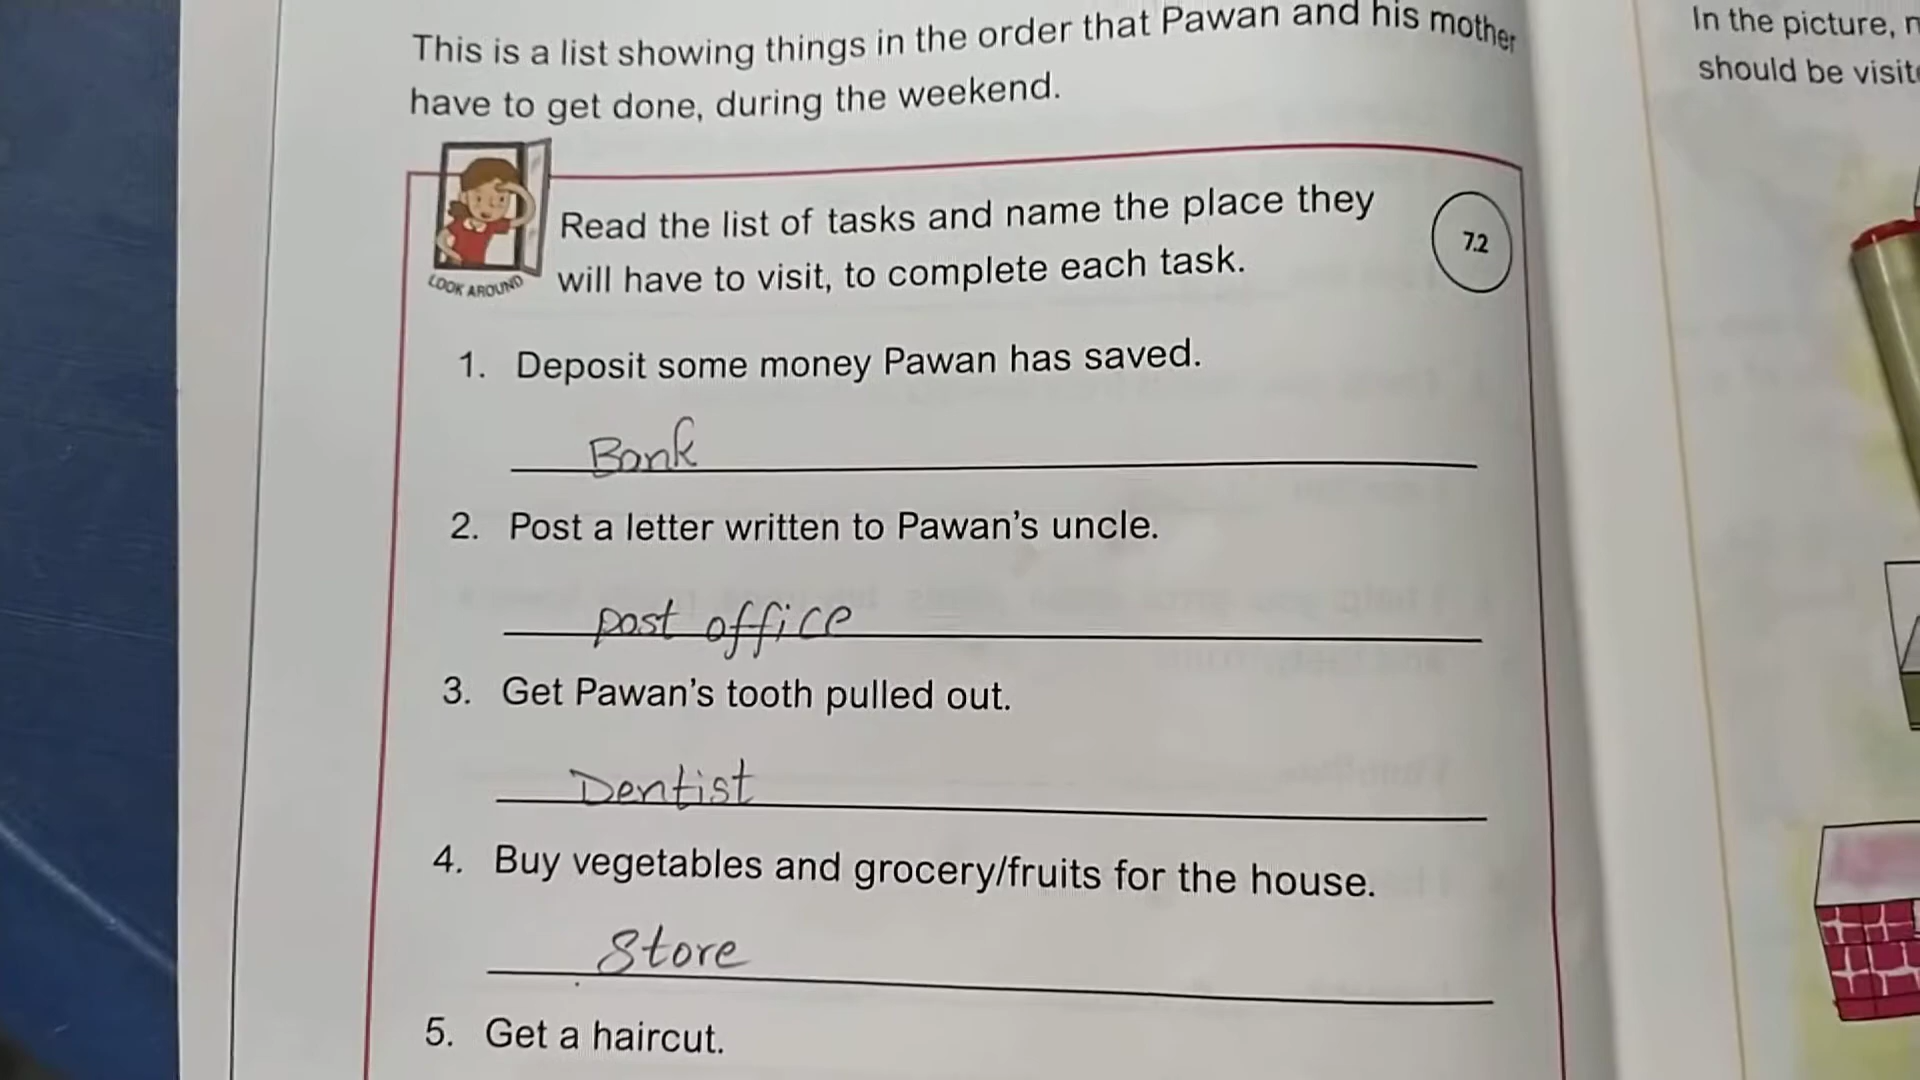 This is a list showing things in the order that Pawan and his mother
have to get done, during the weekend.
LOOK AROUND
Read the list of tasks and name the place they
will have to visit, to complete each task.
7.2
1. Deposit some money Pawan has saved.
Bank
2. Post a letter written to Pawan's uncle.
post office
3. Get Pawan's tooth pulled out.
Dentist
4. Buy vegetables and grocery/fruits for the house.
Store
5. Get a haircut.
In the picture,
should be